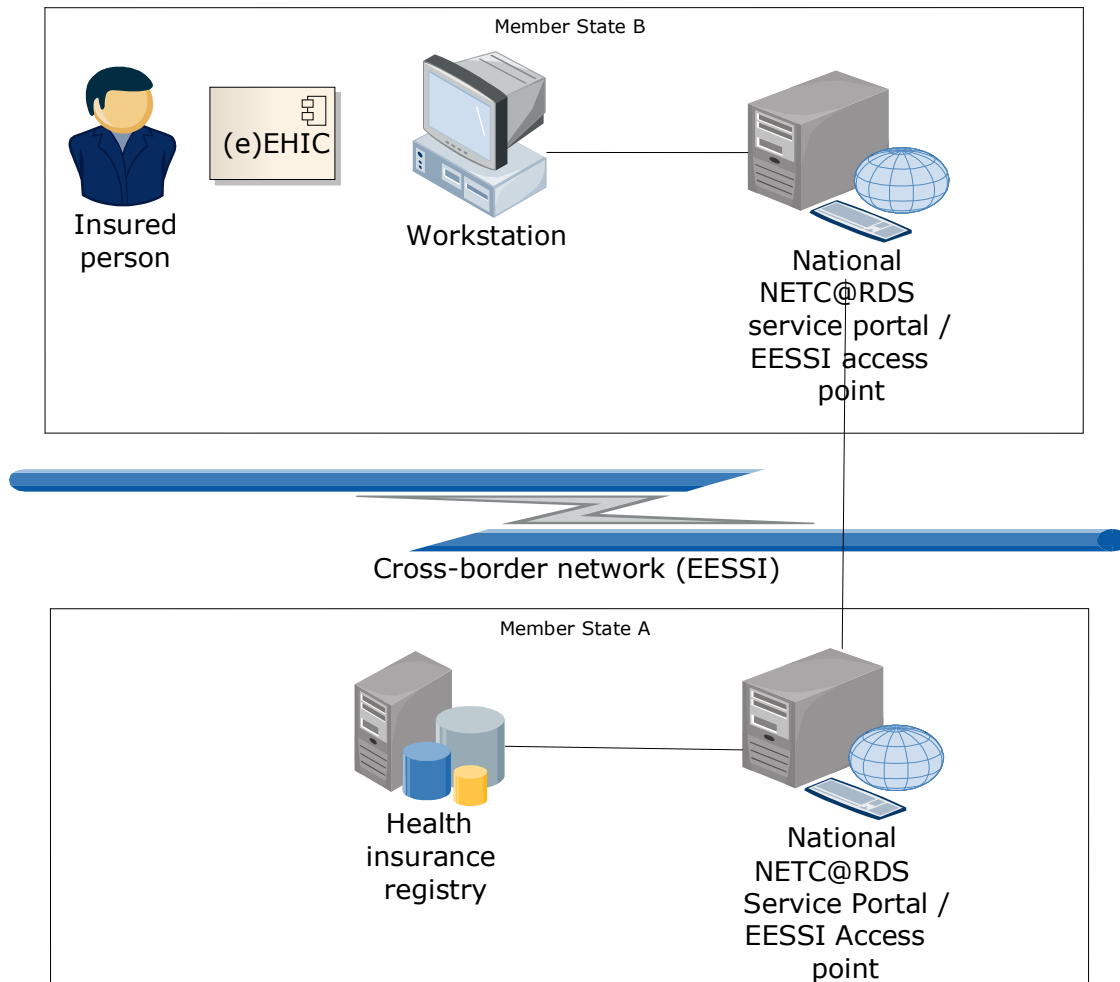 Member State B
(e)EHIC
Insured
person
Workstation
National
NETC@RDS
service portal /
EESSI access
point
Cross-border network (EESSI)
Member State A
Health
insurance
registry
National
NETC@RDS
Service Portal /
EESSI Access
point